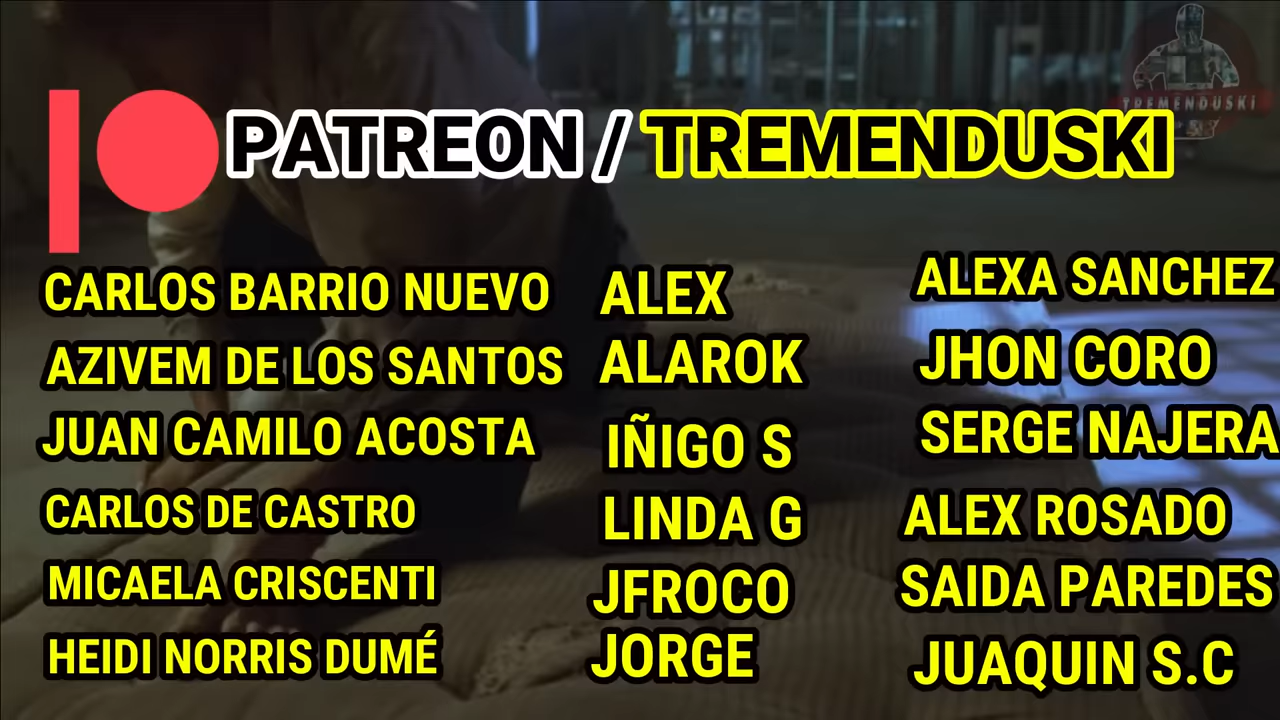 PATREON / TREMENDUSKI
TREMENDUSKI
CARLOS BARRIO NUEVO
AZIVEM DE LOS SANTOS
JUAN CAMILO ACOSTA
CARLOS DE CASTRO
MICAELA CRISCENTI
HEIDI NORRIS DUMÉ
ALEX
ALAROK
IÑIGO S
LINDA G
JFROCO
JORGE
ALEXA SANCHEZ
JHON CORO
SERGE NAJERA
ALEX ROSADO
SAIDA PAREDES
JUAQUIN S.C